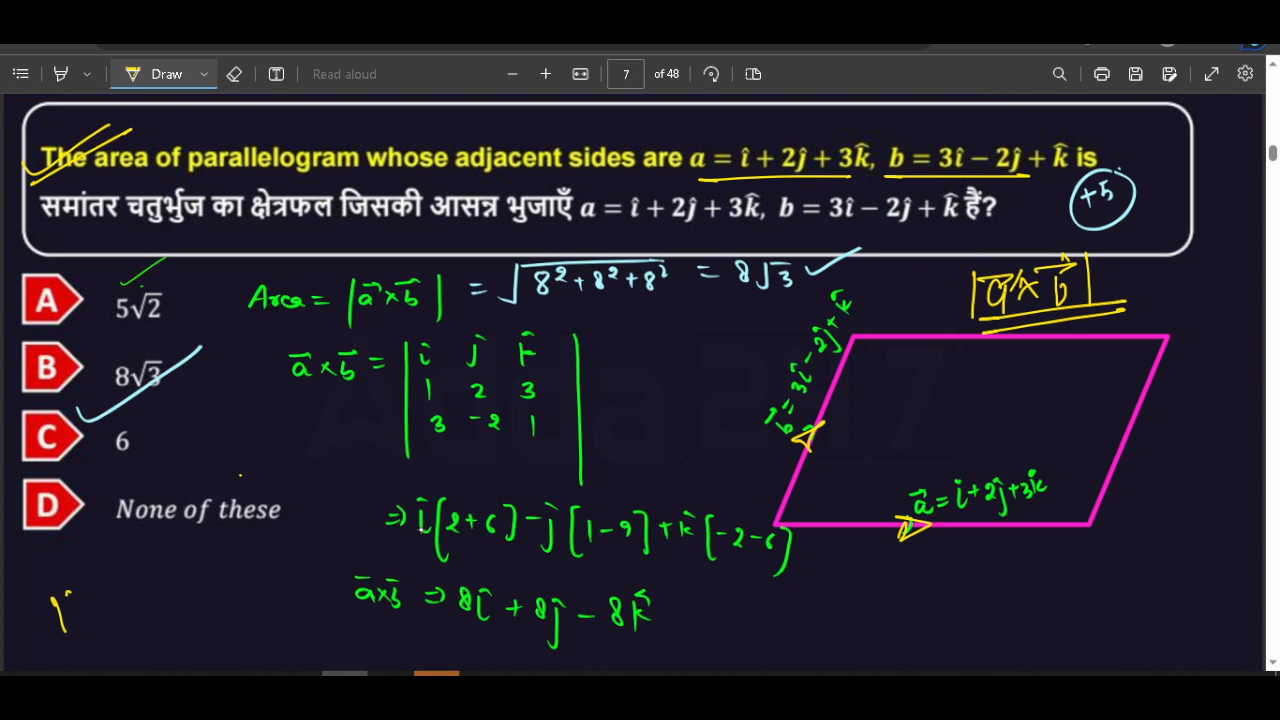 Draw
Read aloud
7 of 48
The area of parallelogram whose adjacent sides are a = î + 2ĵ + 3k̂, b = 3î − 2ĵ + k̂ is
समांतर चतुर्भुज का क्षेत्रफल जिसकी आसन्न भुजाएँ a = î + 2ĵ + 3k̂, b = 3î − 2ĵ + k̂ हैं?
+5
A 5√2
B 8√3
C 6
D None of these
Area = |a⃗ × b⃗| = √8² + 8² + 8² = 8√3
a⃗ × b⃗ = | î ĵ k̂
1 2 3
3 -2 1 |
⇒ î [2+6] − ĵ [1−9] + k̂ [-2-6]
a̅×b̅ ⇒ 8î + 8ĵ − 8k̂
|a⃗ × b⃗|
b⃗ = 3î − 2ĵ + k̂
a⃗ = î + 2ĵ + 3k̂